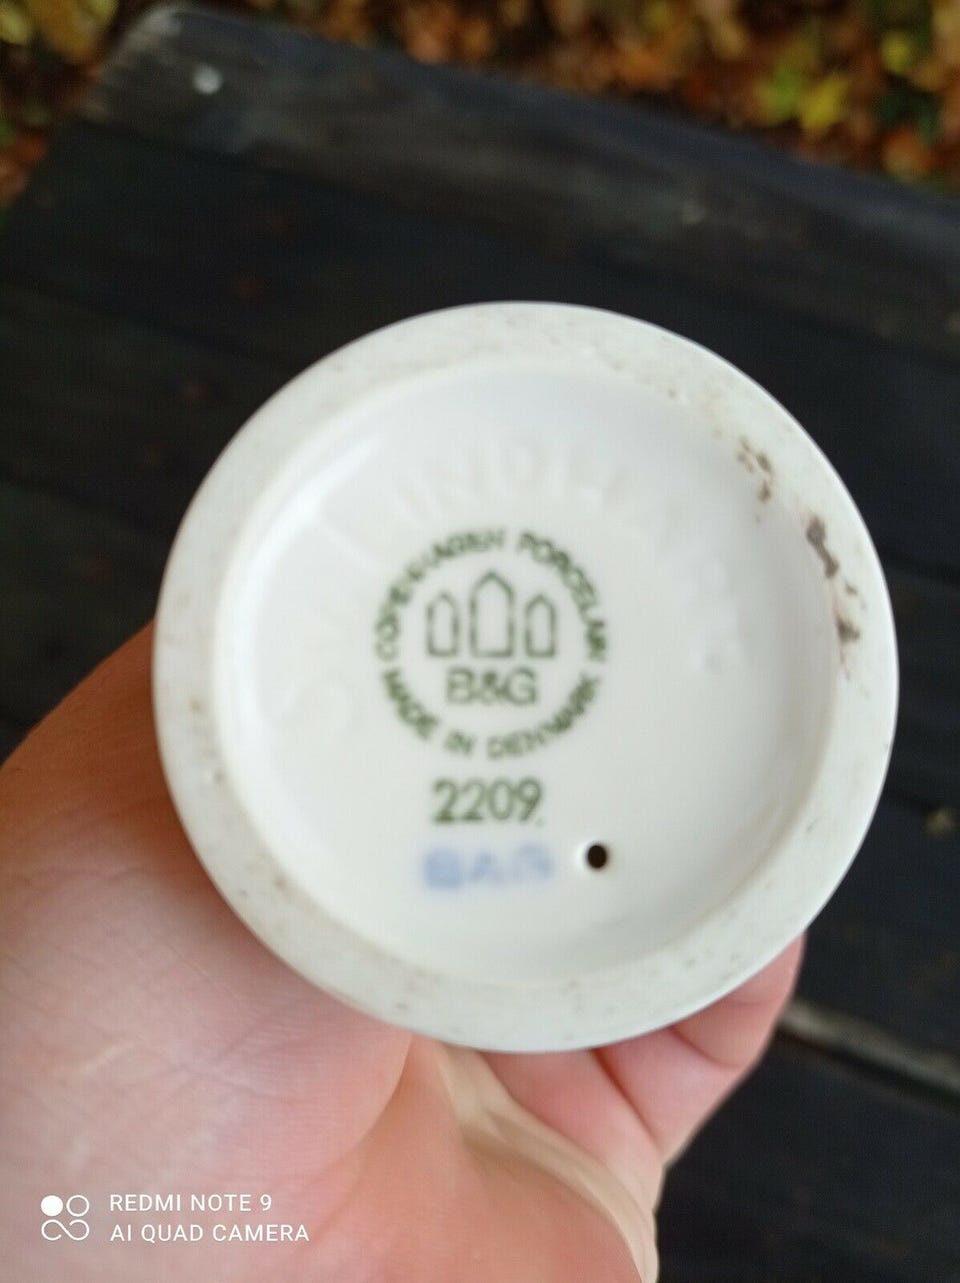 COPENHAGEN PORCELAIN
B&G
MADE IN DENMARK
2209
REDMI NOTE 9
AI QUAD CAMERA